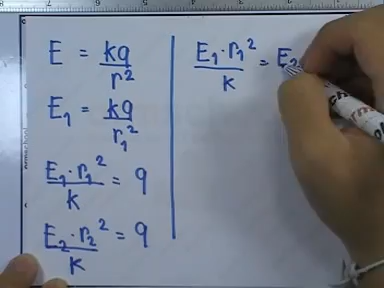 E = kq/r²
E₁ = kq/r₁²
E₁·r₁²/k = q
E₂·r₂²/k = q
E₁·r₁²/k = E₂